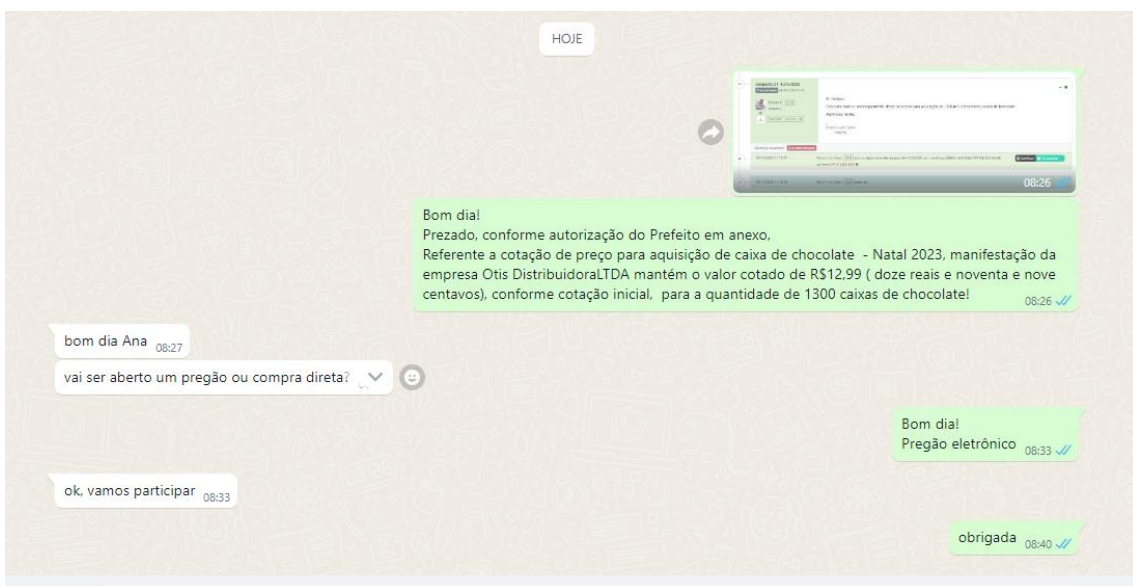 HOJE
08:26
Bom dia!
Prezado, conforme autorização do Prefeito em anexo,
Referente a cotação de preço para aquisição de caixa de chocolate - Natal 2023, manifestação da
empresa Otis DistribuidoraLTDA mantém o valor cotado de R$12,99 ( doze reais e noventa e nove
centavos), conforme cotação inicial, para a quantidade de 1300 caixas de chocolate!
08:26
bom dia Ana 08:27
vai ser aberto um pregão ou compra direta?
Bom dia!
Pregão eletrônico 08:33
ok, vamos participar 08:33
obrigada 08:40